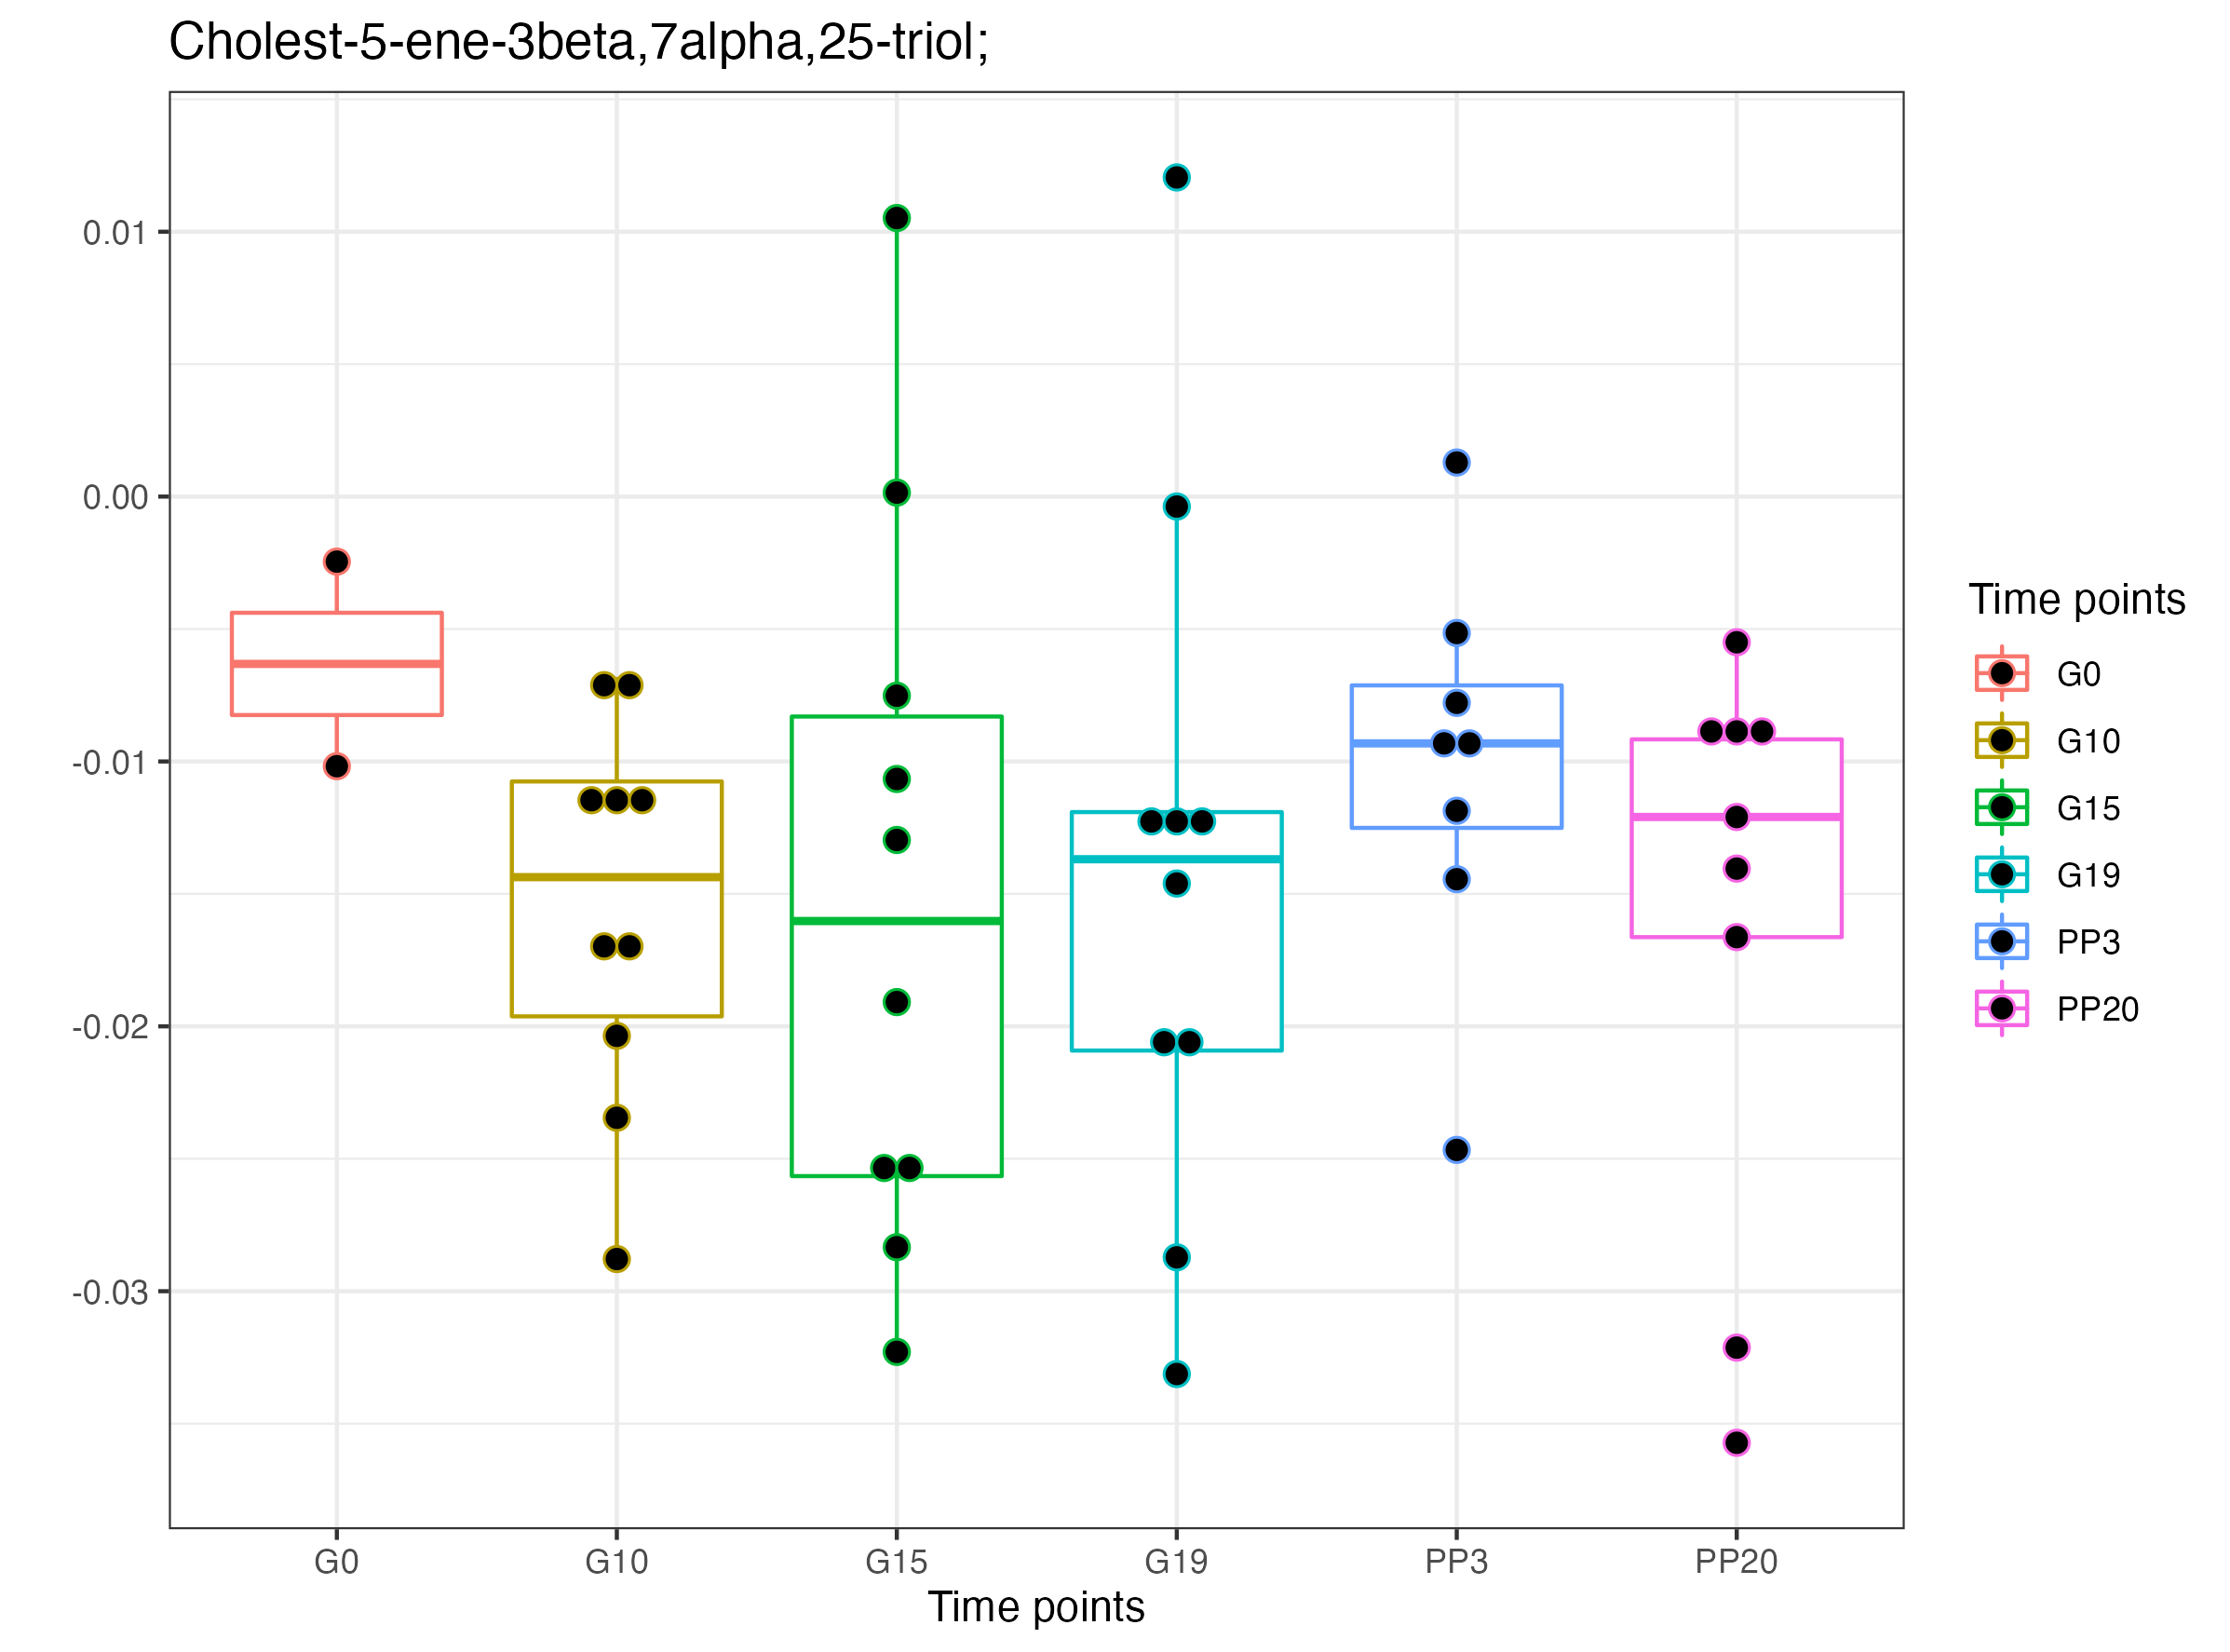 Cholest-5-ene-3beta,7alpha,25-triol;
0.01
0.00
-0.01
-0.02
-0.03
G0 G10 G15 G19 PP3 PP20
Time points
Time points
G0
G10
G15
G19
PP3
PP20